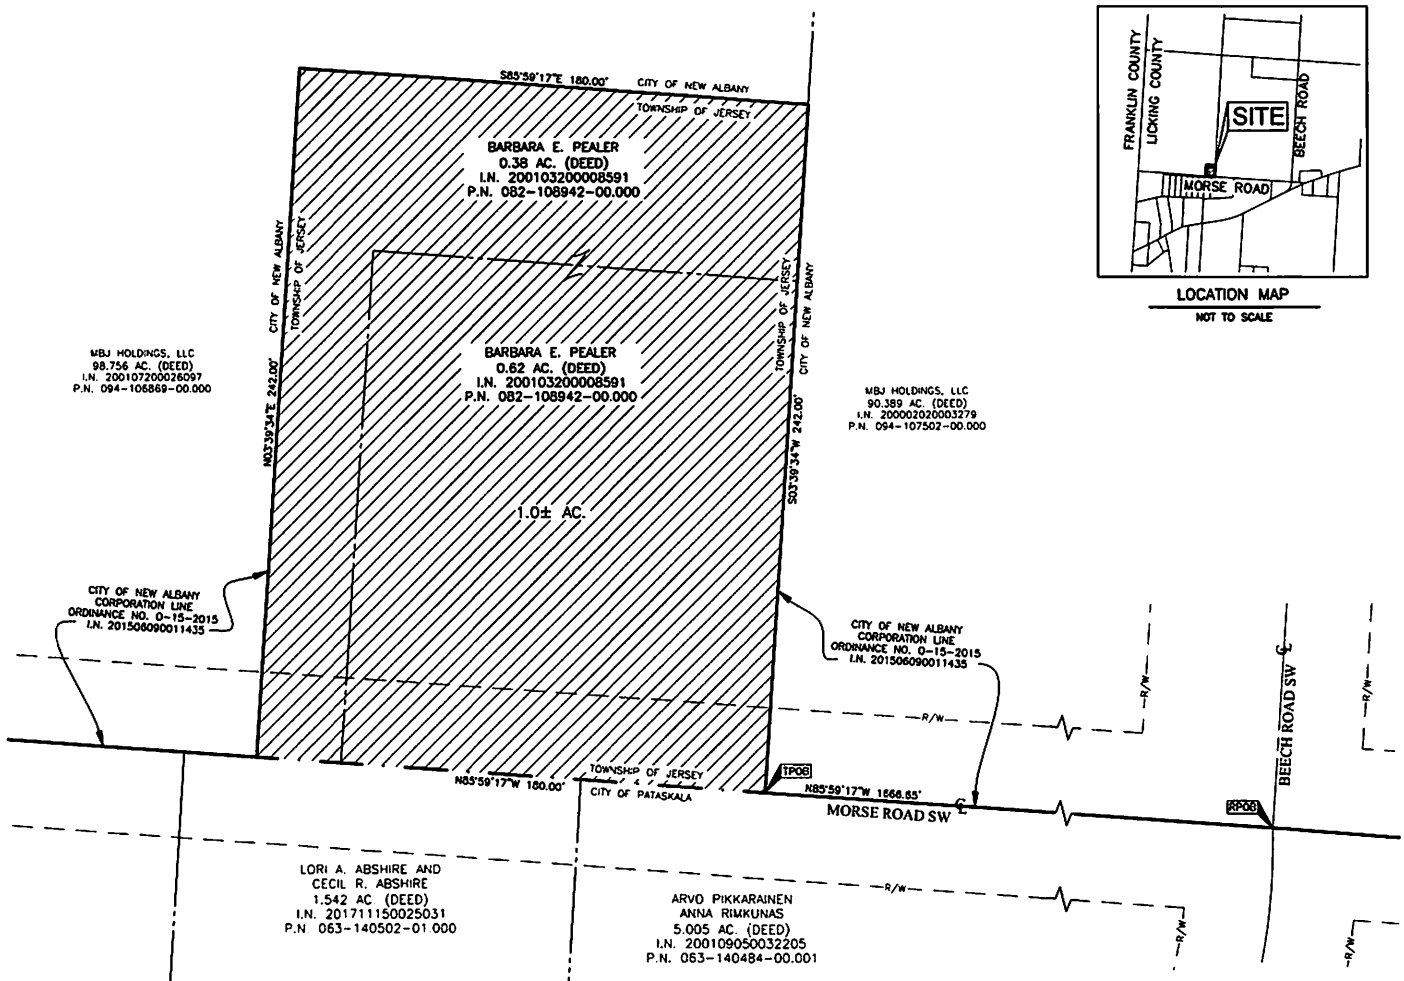 S85°59'17"E 180.00'
CITY OF NEW ALBANY
TOWNSHIP OF JERSEY
BARBARA E. PEALER
0.38 AC. (DEED)
I.N. 200103200008591
P.N. 082-108942-00.000
CITY OF NEW ALBANY
TOWNSHIP OF JERSEY
N03°39'34"E 242.00'
TOWNSHIP OF JERSEY
CITY OF NEW ALBANY
S03°39'34"W 242.00'
BARBARA E. PEALER
0.62 AC. (DEED)
I.N. 200103200008591
P.N. 082-108942-00.000
1.0± AC.
MBJ HOLDINGS, LLC
98.756 AC. (DEED)
I.N. 200107200026097
P.N. 094-106869-00.000
MBJ HOLDINGS, LLC
90.389 AC. (DEED)
I.N. 200002020003279
P.N. 094-107502-00.000
FRANKLIN COUNTY
LICKING COUNTY
SITE
BEECH ROAD
MORSE ROAD
LOCATION MAP
NOT TO SCALE
CITY OF NEW ALBANY
CORPORATION LINE
ORDINANCE NO. O-15-2015
I.N. 201506090011435
CITY OF NEW ALBANY
CORPORATION LINE
ORDINANCE NO. O-15-2015
I.N. 201506090011435
R/W
R/W
R/W
℄
BEECH ROAD SW
TOWNSHIP OF JERSEY
N85°59'17"W 180.00'
CITY OF PATASKALA
TPOB
N85°59'17"W 1666.65'
MORSE ROAD SW
℄
RPOB
R/W
R/W
R/W
LORI A. ABSHIRE AND
CECIL R. ABSHIRE
1.542 AC (DEED)
I.N. 201711150025031
P.N. 063-140502-01.000
ARVO PIKKARAINEN
ANNA RIMKUNAS
5.005 AC. (DEED)
I.N. 200109050032205
P.N. 063-140484-00.001